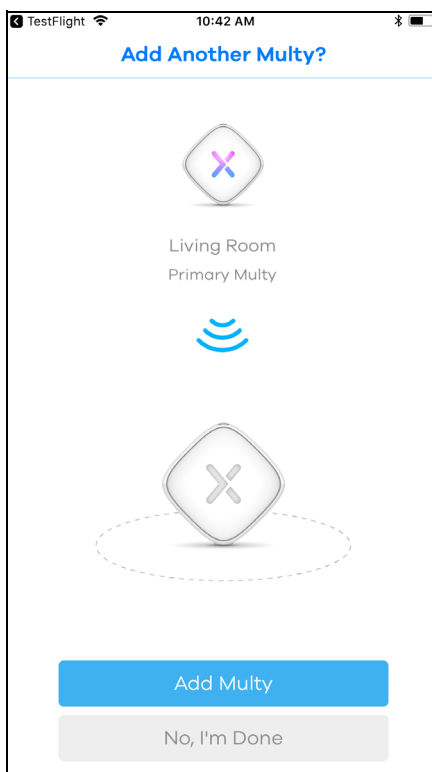 TestFlight 10:42 AM
Add Another Multy?
Living Room
Primary Multy
Add Multy
No, I'm Done